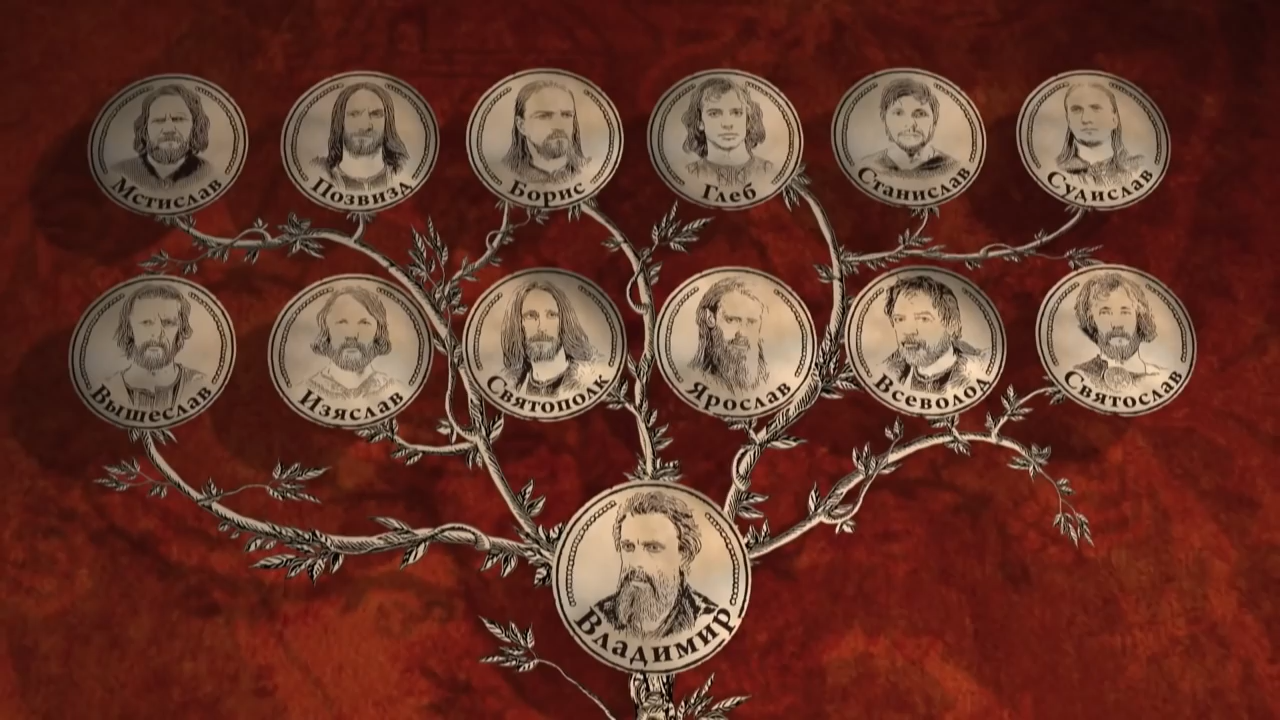 Мстислав
Позвизд
Борис
Глеб
Станислав
Судислав
Вышеслав
Изяслав
Святополк
Ярослав
Всеволод
Святослав
Владимир